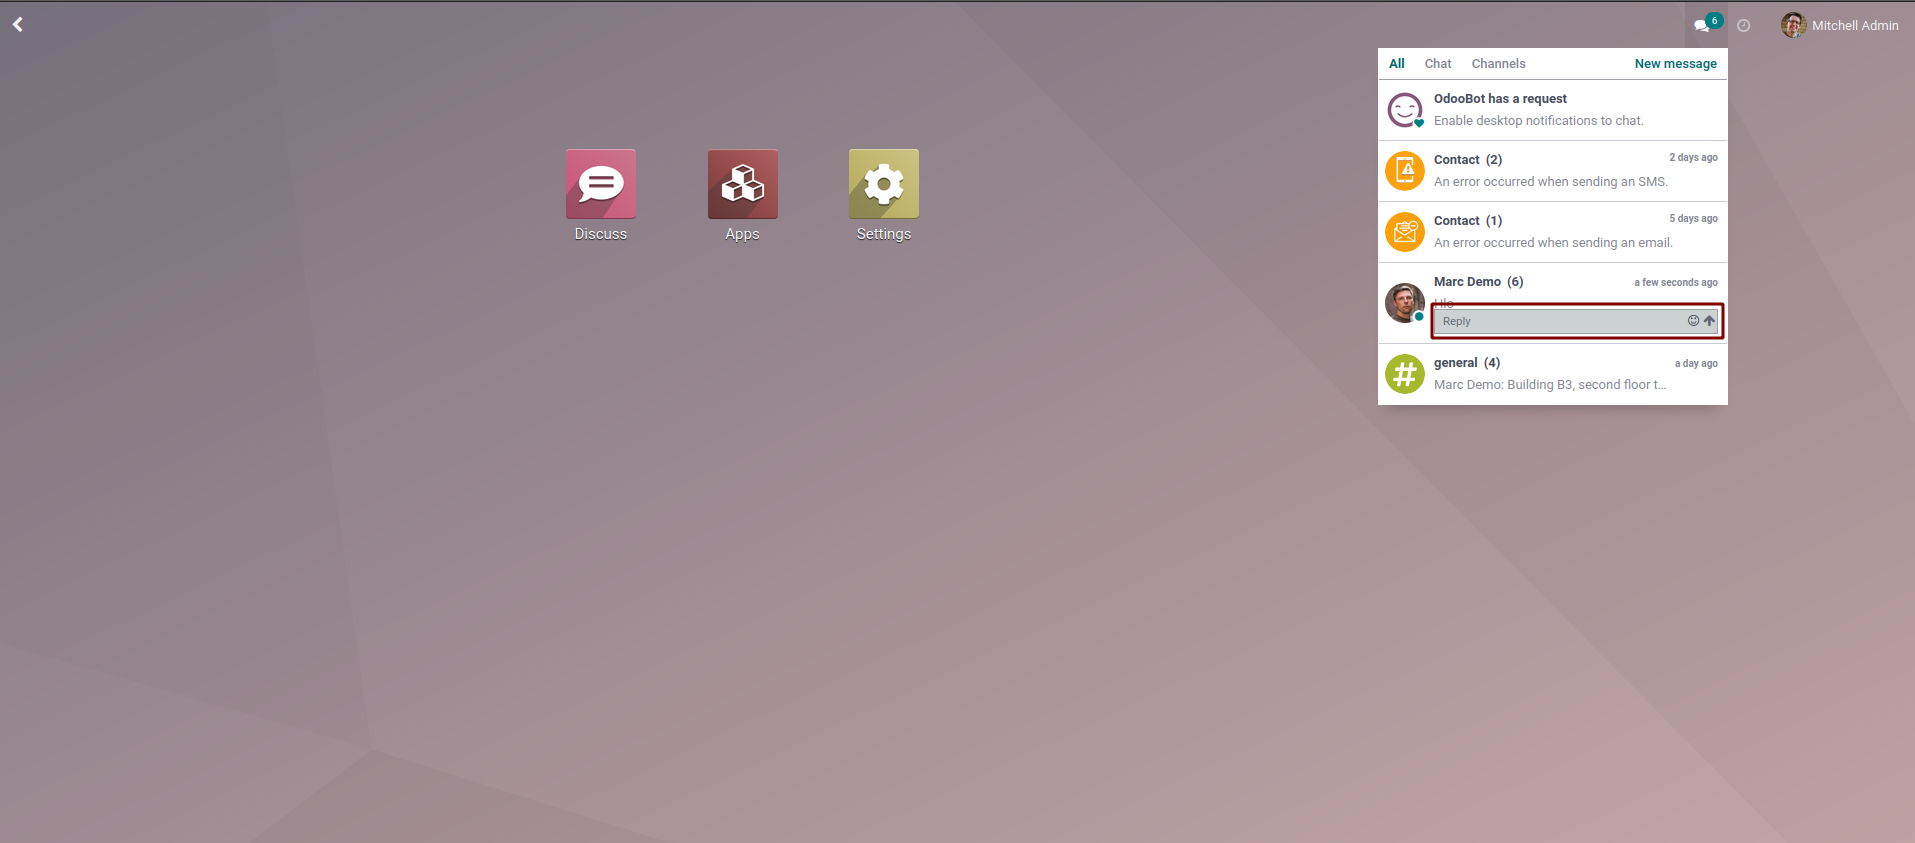 6
Mitchell Admin
All Chat Channels New message
OdooBot has a request
Enable desktop notifications to chat.
Contact (2) 2 days ago
An error occurred when sending an SMS.
Contact (1) 5 days ago
An error occurred when sending an email.
Marc Demo (6) a few seconds ago
Reply
general (4) a day ago
Marc Demo: Building B3, second floor t...
Discuss
Apps
Settings